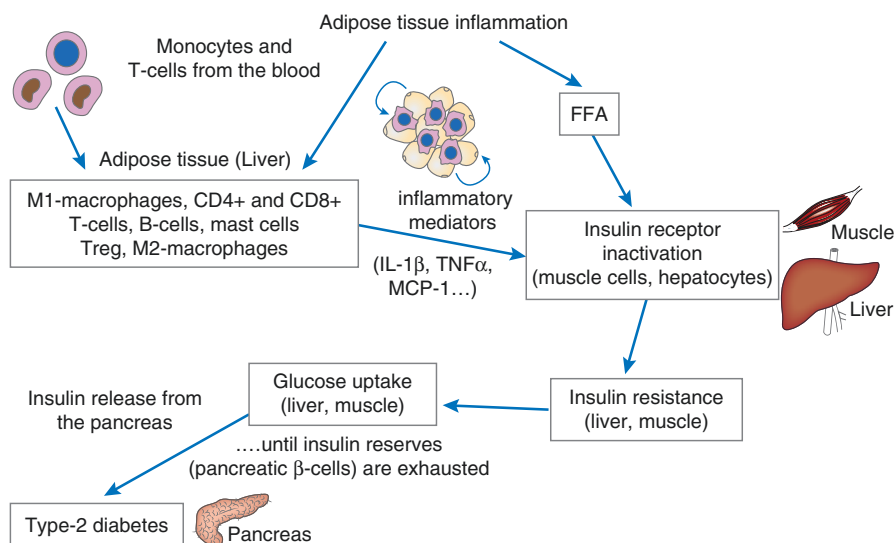 Adipose tissue inflammation
Monocytes and
T-cells from the blood
FFA
Adipose tissue (Liver)
M1-macrophages, CD4+ and CD8+
T-cells, B-cells, mast cells
Treg, M2-macrophages
inflammatory
mediators
(IL-1β, TNFα,
MCP-1…)
Insulin receptor
inactivation
(muscle cells, hepatocytes)
Muscle
Liver
Insulin resistance
(liver, muscle)
Glucose uptake
(liver, muscle)
Insulin release from
the pancreas
….until insulin reserves
(pancreatic β-cells) are exhausted
Type-2 diabetes
Pancreas